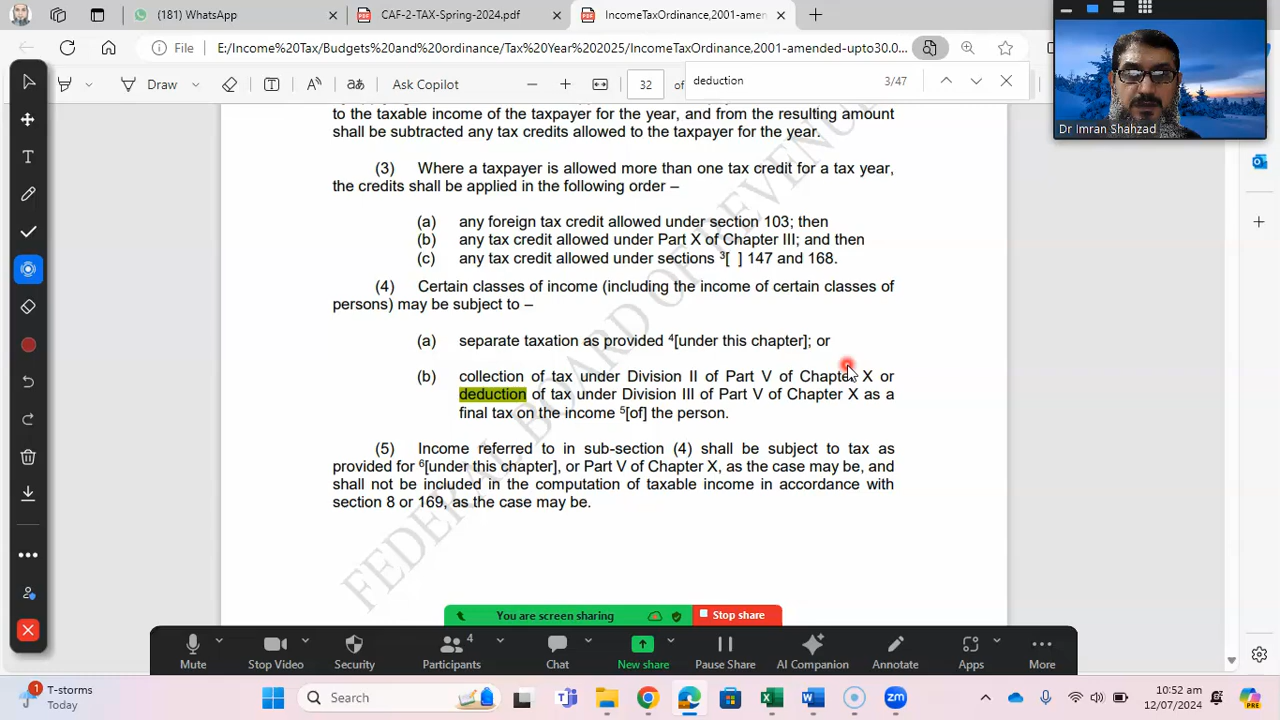 (181) WhatsApp
CAF-2-TAX-Spring-2024.pdf
IncomeTaxOrdinance,2001-amen
File
E:/Income%20Tax/Budgets%20and%20ordinance/Tax%20Year%202025/IncomeTaxOrdinance,2001-amended-upto30.0...
Draw
Ask Copilot
32
of
deduction
3/47
Dr Imran Shahzad
to the taxable income of the taxpayer for the year, and from the resulting amount
shall be subtracted any tax credits allowed to the taxpayer for the year.
(3) Where a taxpayer is allowed more than one tax credit for a tax year,
the credits shall be applied in the following order –
(a) any foreign tax credit allowed under section 103; then
(b) any tax credit allowed under Part X of Chapter III; and then
(c) any tax credit allowed under sections ³[ ] 147 and 168.
(4) Certain classes of income (including the income of certain classes of
persons) may be subject to –
(a) separate taxation as provided ⁴[under this chapter]; or
(b) collection of tax under Division II of Part V of Chapter X or
deduction of tax under Division III of Part V of Chapter X as a
final tax on the income ⁵[of] the person.
(5) Income referred to in sub-section (4) shall be subject to tax as
provided for ⁶[under this chapter], or Part V of Chapter X, as the case may be, and
shall not be included in the computation of taxable income in accordance with
section 8 or 169, as the case may be.
FEDERAL BOARD OF REVENUE
You are screen sharing
Stop share
4
Mute
Stop Video
Security
Participants
Chat
New share
Pause Share
AI Companion
Annotate
Apps
More
1
T-storms
Today
Search
10:52 am
12/07/2024
PRE